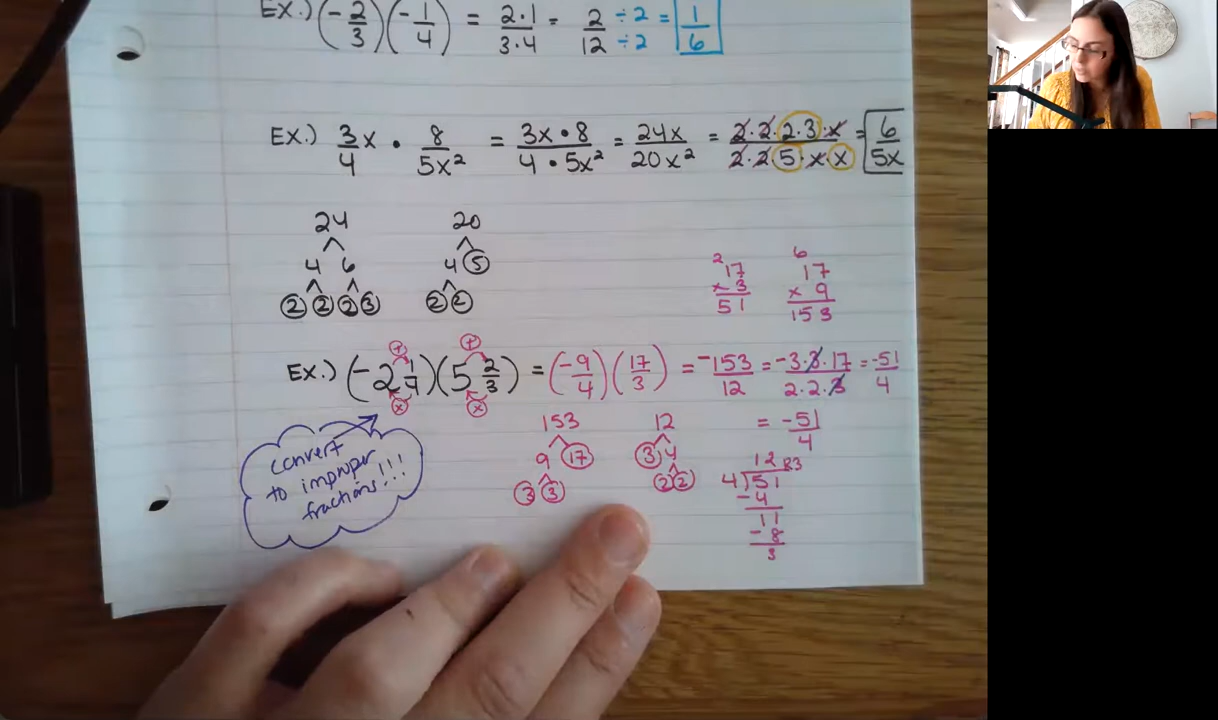 EX.) (-2/3)(-1/4) = 2·1/3·4 = 2/12 ÷2/÷2 = 1/6
EX.) 3/4 x · 8/5x² = 3x·8/4·5x² = 24x/20x² = 2·2·2·3·x/2·2·5·x·x = 6/5x
24 20
4 6 4 5
2 2 2 3 2 2
2 6
17 17
x 3 x 9
51 153
(+) (+)
EX.) (-2 1/4)(5 2/3) = (-9/4)(17/3) = -153/12 = -3·3·17/2·2·3 = -51/4
(x) (x)
convert
to improper
fractions!!!
153 12
9 17 3 4
3 3 2 2
= -51/4
12 R3
4)51
-4
11
-8
3